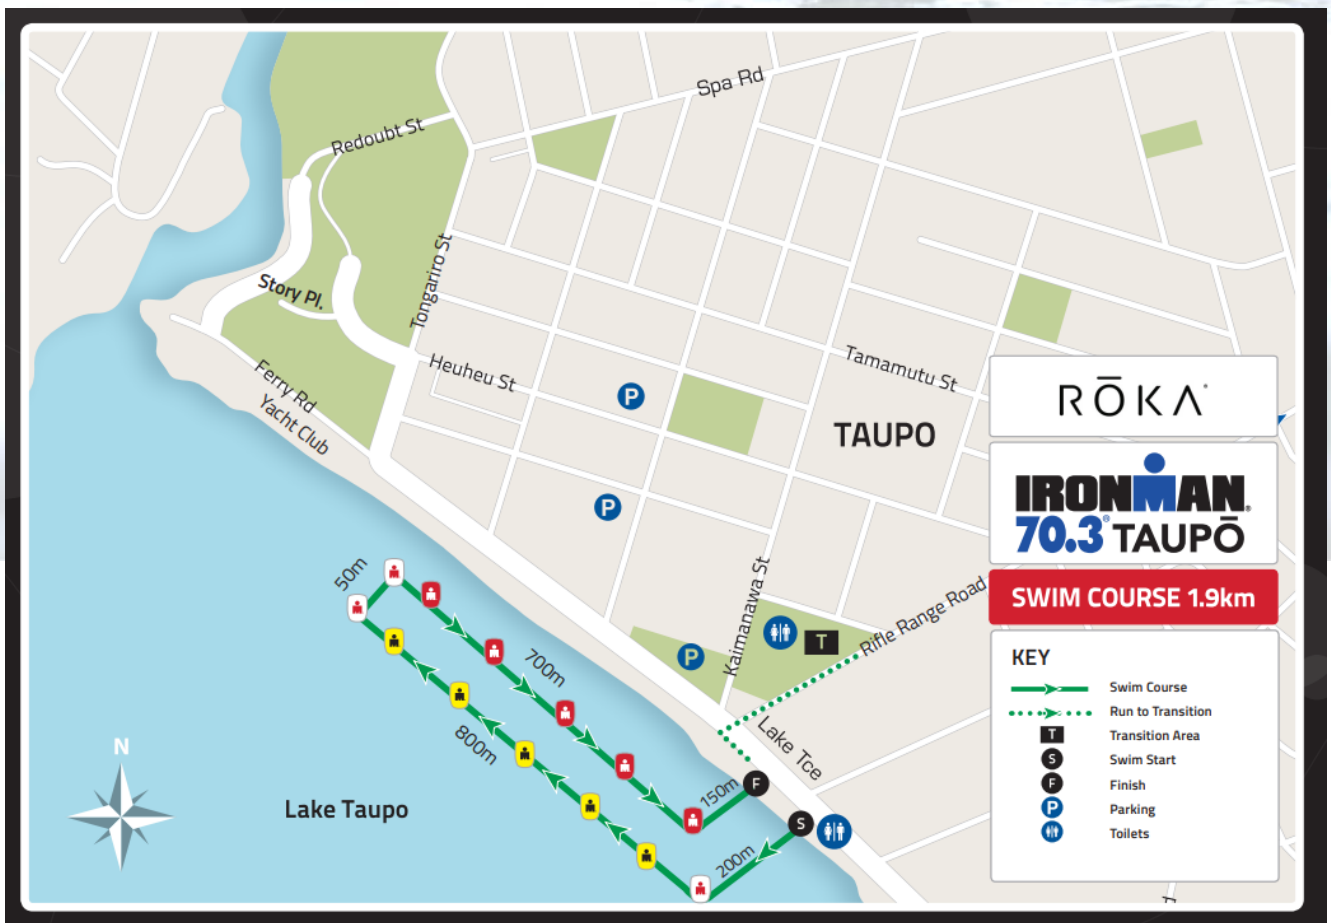 Spa Rd
Redoubt St
Tongariro St
Story Pl.
Heuheu St
Tamamutu St
Ferry Rd
Yacht Club
TAUPO
RŌKA
IRONMAN
70.3® TAUPŌ
SWIM COURSE 1.9km
50m
700m
800m
Kaimanawa St
Rifle Range Road
P
P
P
T
Lake Tce
150m
F
S
200m
N
Lake Taupo
KEY
Swim Course
Run to Transition
T Transition Area
S Swim Start
F Finish
P Parking
Toilets